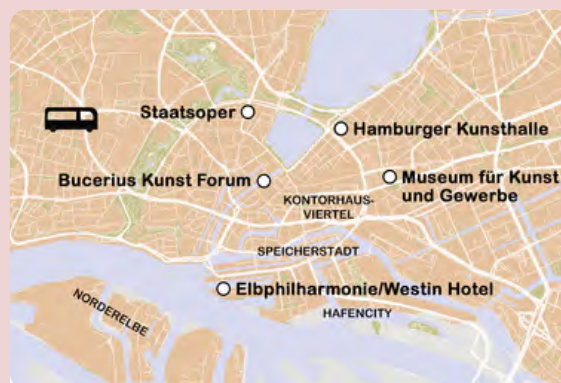 Staatsoper
Hamburger Kunsthalle
Bucerius Kunst Forum
Museum für Kunst
und Gewerbe
KONTORHAUS-
VIERTEL
SPEICHERSTADT
Elbphilharmonie/Westin Hotel
NORDERELBE
HAFENCITY